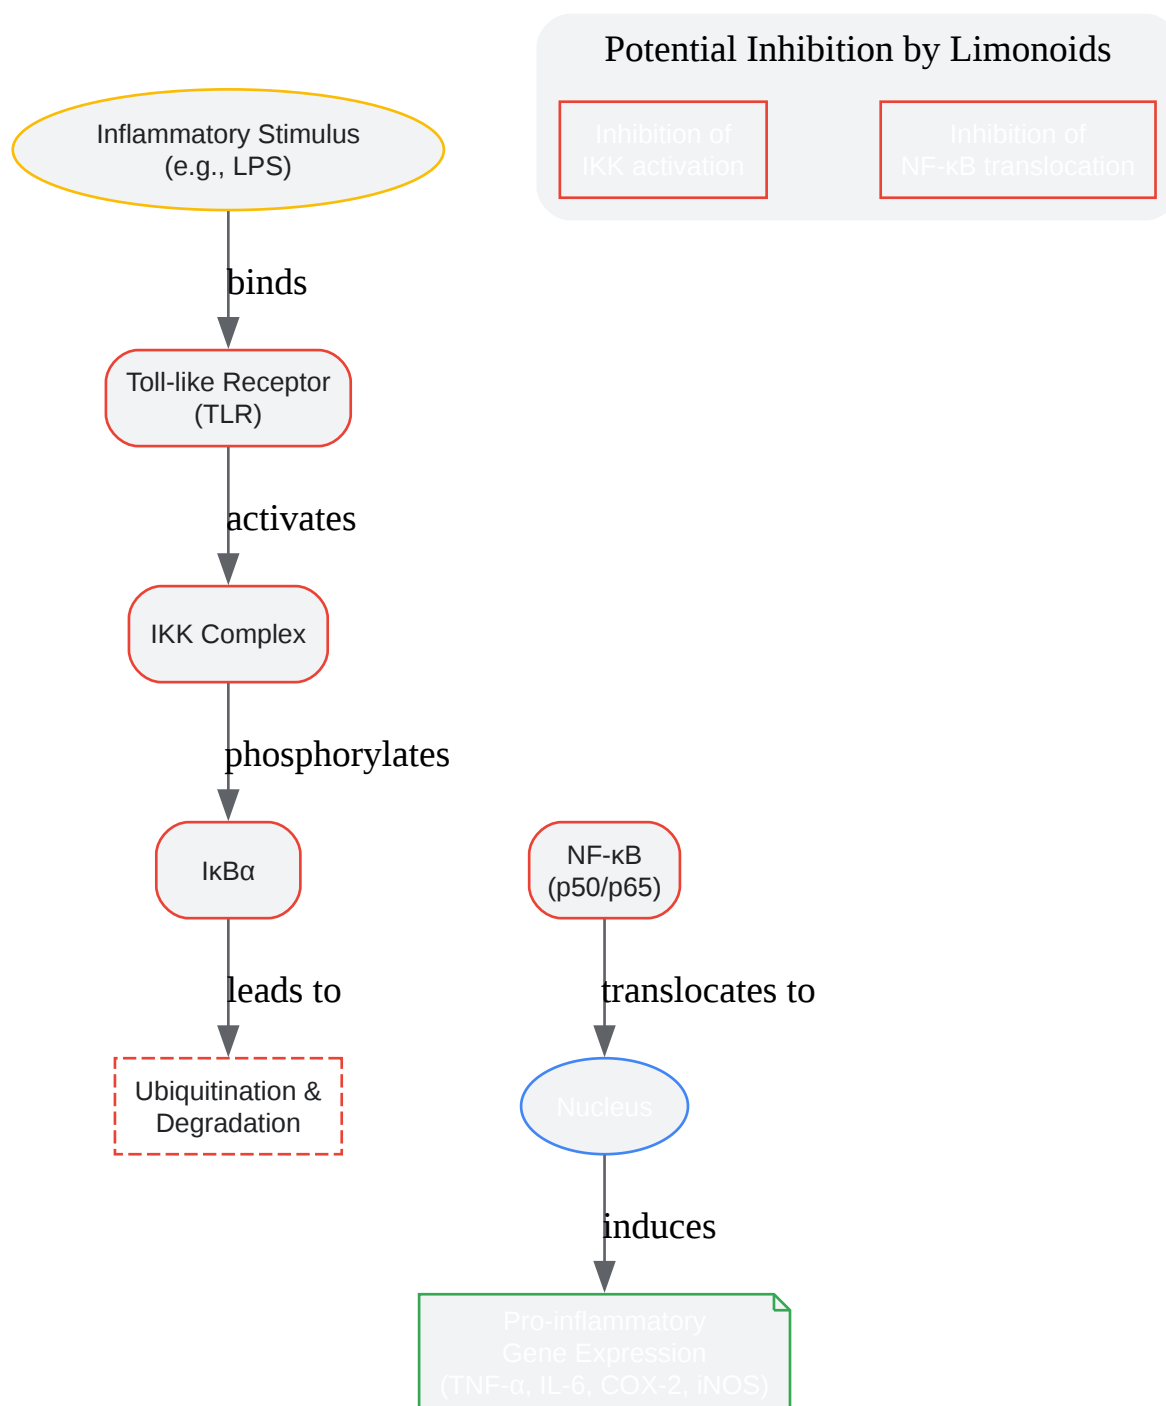 Potential Inhibition by Limonoids
Inhibition of
IKK activation
Inhibition of
NF-κB translocation
Inflammatory Stimulus
(e.g., LPS)
binds
Toll-like Receptor
(TLR)
activates
IKK Complex
phosphorylates
IκBα
leads to
Ubiquitination &
Degradation
NF-κB
(p50/p65)
translocates to
Nucleus
induces
Pro-inflammatory
Gene Expression
(TNF-α, IL-6, COX-2, iNOS)